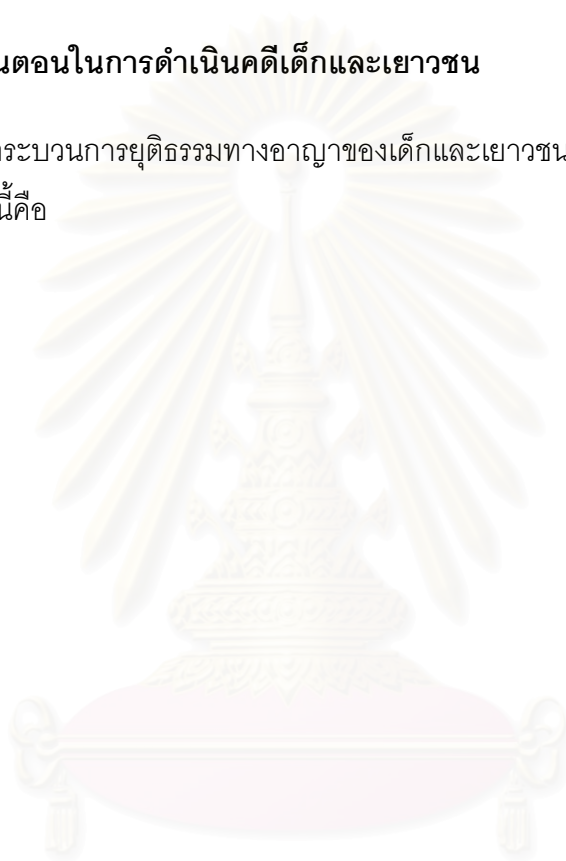 นตอนในการดำเนินคดีเด็กและเยาวชน
ระบวนการยุติธรรมทางอาญาของเด็กและเยาวชน
นี้คือ